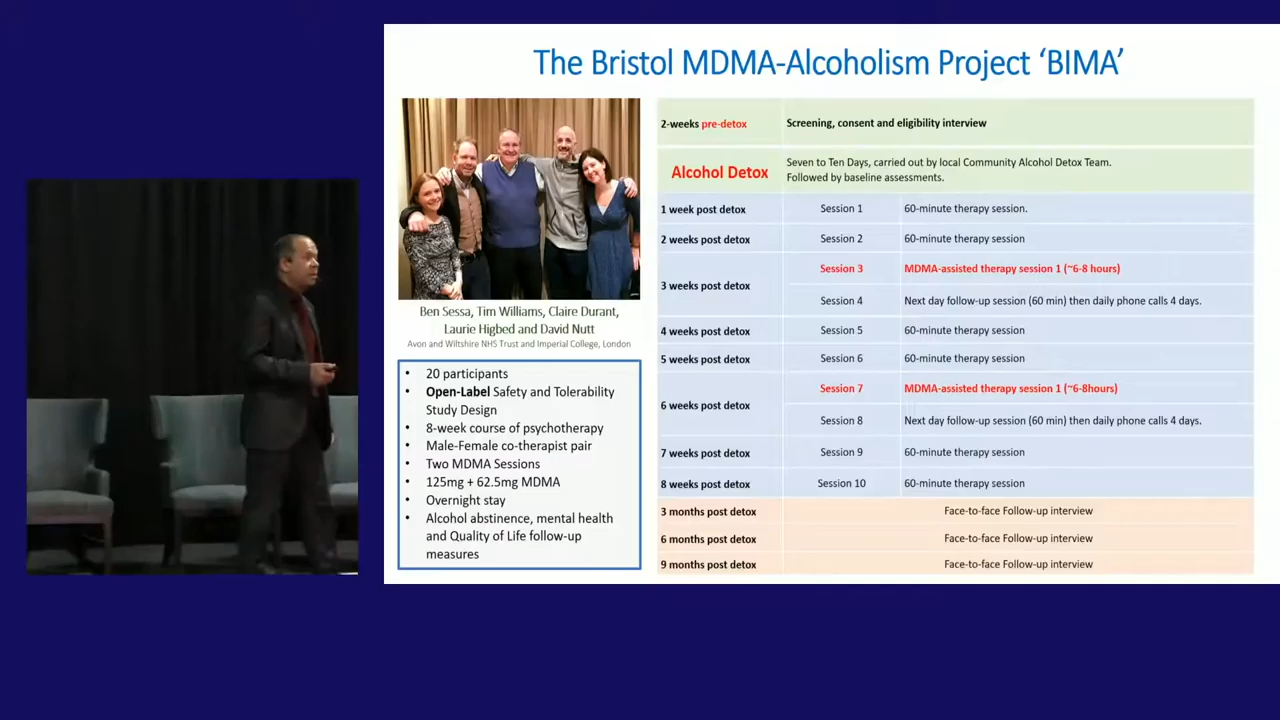 The Bristol MDMA-Alcoholism Project ‘BIMA’
Ben Sessa, Tim Williams, Claire Durant,
Laurie Higbed and David Nutt
Avon and Wiltshire NHS Trust and Imperial College, London
• 20 participants
• Open-Label Safety and Tolerability
Study Design
• 8-week course of psychotherapy
• Male-Female co-therapist pair
• Two MDMA Sessions
• 125mg + 62.5mg MDMA
• Overnight stay
• Alcohol abstinence, mental health
and Quality of Life follow-up
measures
2-weeks pre-detox Screening, consent and eligibility interview
Alcohol Detox Seven to Ten Days, carried out by local Community Alcohol Detox Team.
Followed by baseline assessments.
1 week post detox Session 1 60-minute therapy session.
2 weeks post detox Session 2 60-minute therapy session
3 weeks post detox Session 3 MDMA-assisted therapy session 1 (~6-8 hours)
Session 4 Next day follow-up session (60 min) then daily phone calls 4 days.
4 weeks post detox Session 5 60-minute therapy session
5 weeks post detox Session 6 60-minute therapy session
6 weeks post detox Session 7 MDMA-assisted therapy session 1 (~6-8hours)
Session 8 Next day follow-up session (60 min) then daily phone calls 4 days.
7 weeks post detox Session 9 60-minute therapy session
8 weeks post detox Session 10 60-minute therapy session
3 months post detox Face-to-face Follow-up interview
6 months post detox Face-to-face Follow-up interview
9 months post detox Face-to-face Follow-up interview